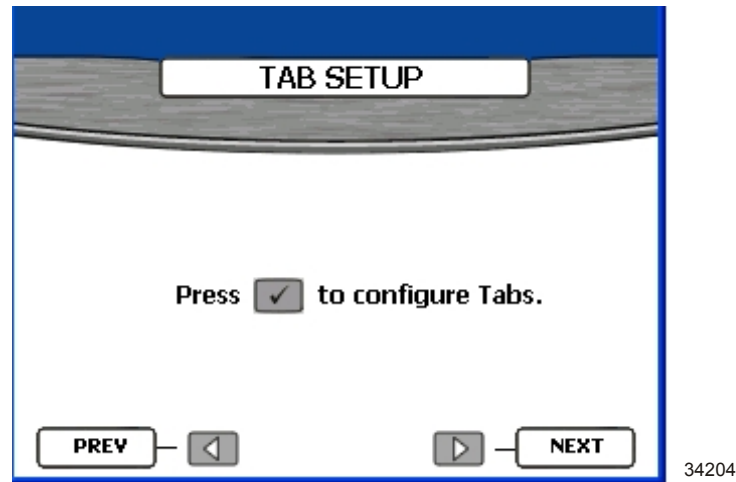 TAB SETUP
Press ✓ to configure Tabs.
PREV
NEXT
34204